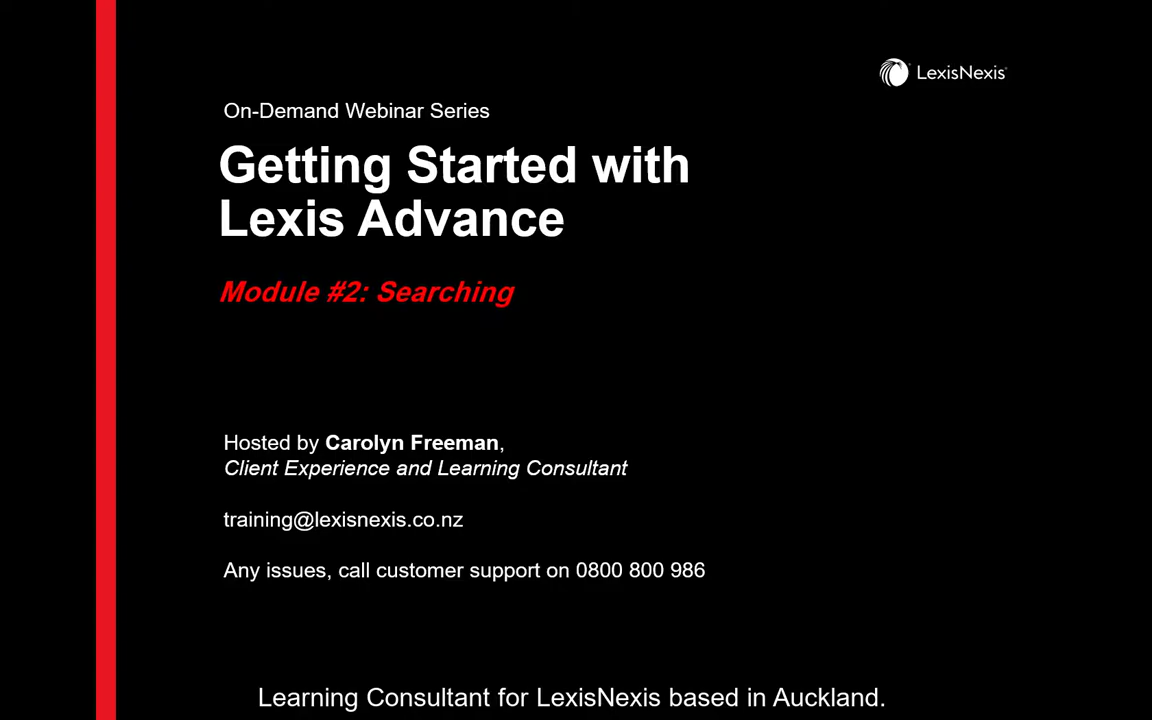 LexisNexis
On-Demand Webinar Series
Getting Started with
Lexis Advance
Module #2: Searching
Hosted by Carolyn Freeman,
Client Experience and Learning Consultant
training@lexisnexis.co.nz
Any issues, call customer support on 0800 800 986
Learning Consultant for LexisNexis based in Auckland.